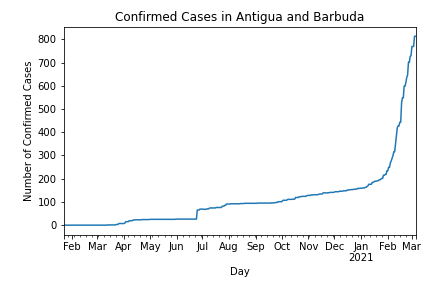 Confirmed Cases in Antigua and Barbuda
800
700
600
500
400
300
200
100
0
Number of Confirmed Cases
Feb Mar Apr May Jun Jul Aug Sep Oct Nov Dec Jan Feb Mar
2021
Day